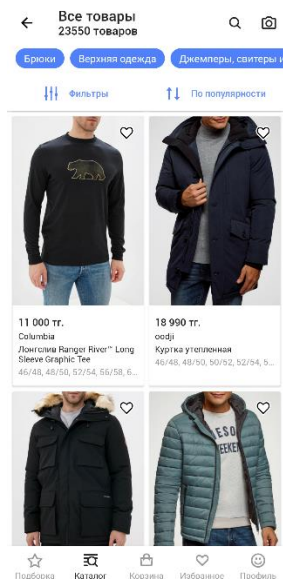 Все товары
23550 товаров
Брюки
Верхняя одежда
Джемперы, свитеры и
Фильтры
По популярности
11 000 тг.
Columbia
Лонгслив Ranger River™ Long
Sleeve Graphic Tee
46/48, 48/50, 52/54, 56/58, 6...
18 990 тг.
oodji
Куртка утепленная
46/48, 48/50, 50/52, 52/54, 5...
Подборка
Каталог
Корзина
Избранное
Профиль